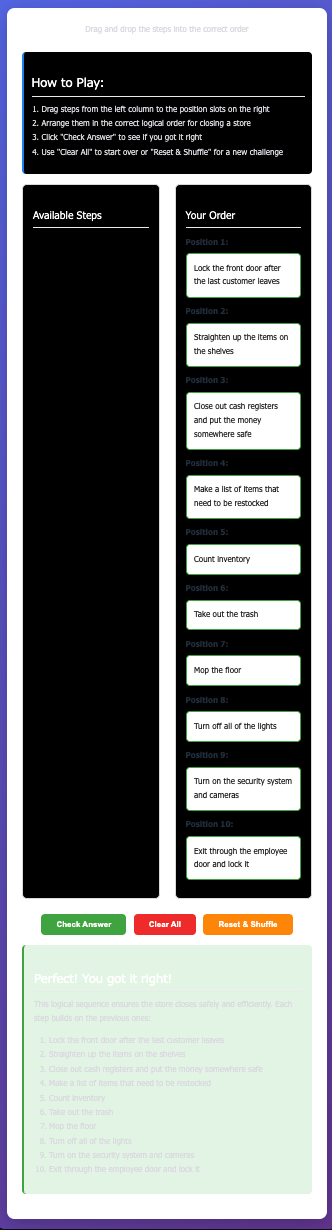 Drag and drop the steps into the correct order
How to Play:
1. Drag steps from the left column to the position slots on the right
2. Arrange them in the correct logical order for closing a store
3. Click "Check Answer" to see if you got it right
4. Use "Clear All" to start over or "Reset & Shuffle" for a new challenge
Available Steps
Your Order
Position 1:
Lock the front door after
the last customer leaves
Position 2:
Straighten up the items on
the shelves
Position 3:
Close out cash registers
and put the money
somewhere safe
Position 4:
Make a list of items that
need to be restocked
Position 5:
Count inventory
Position 6:
Take out the trash
Position 7:
Mop the floor
Position 8:
Turn off all of the lights
Position 9:
Turn on the security system
and cameras
Position 10:
Exit through the employee
door and lock it
Check Answer
Clear All
Reset & Shuffle
Perfect! You got it right!
This logical sequence ensures the store closes safely and efficiently. Each
step builds on the previous ones:
1. Lock the front door after the last customer leaves
2. Straighten up the items on the shelves
3. Close out cash registers and put the money somewhere safe
4. Make a list of items that need to be restocked
5. Count inventory
6. Take out the trash
7. Mop the floor
8. Turn off all of the lights
9. Turn on the security system and cameras
10. Exit through the employee door and lock it